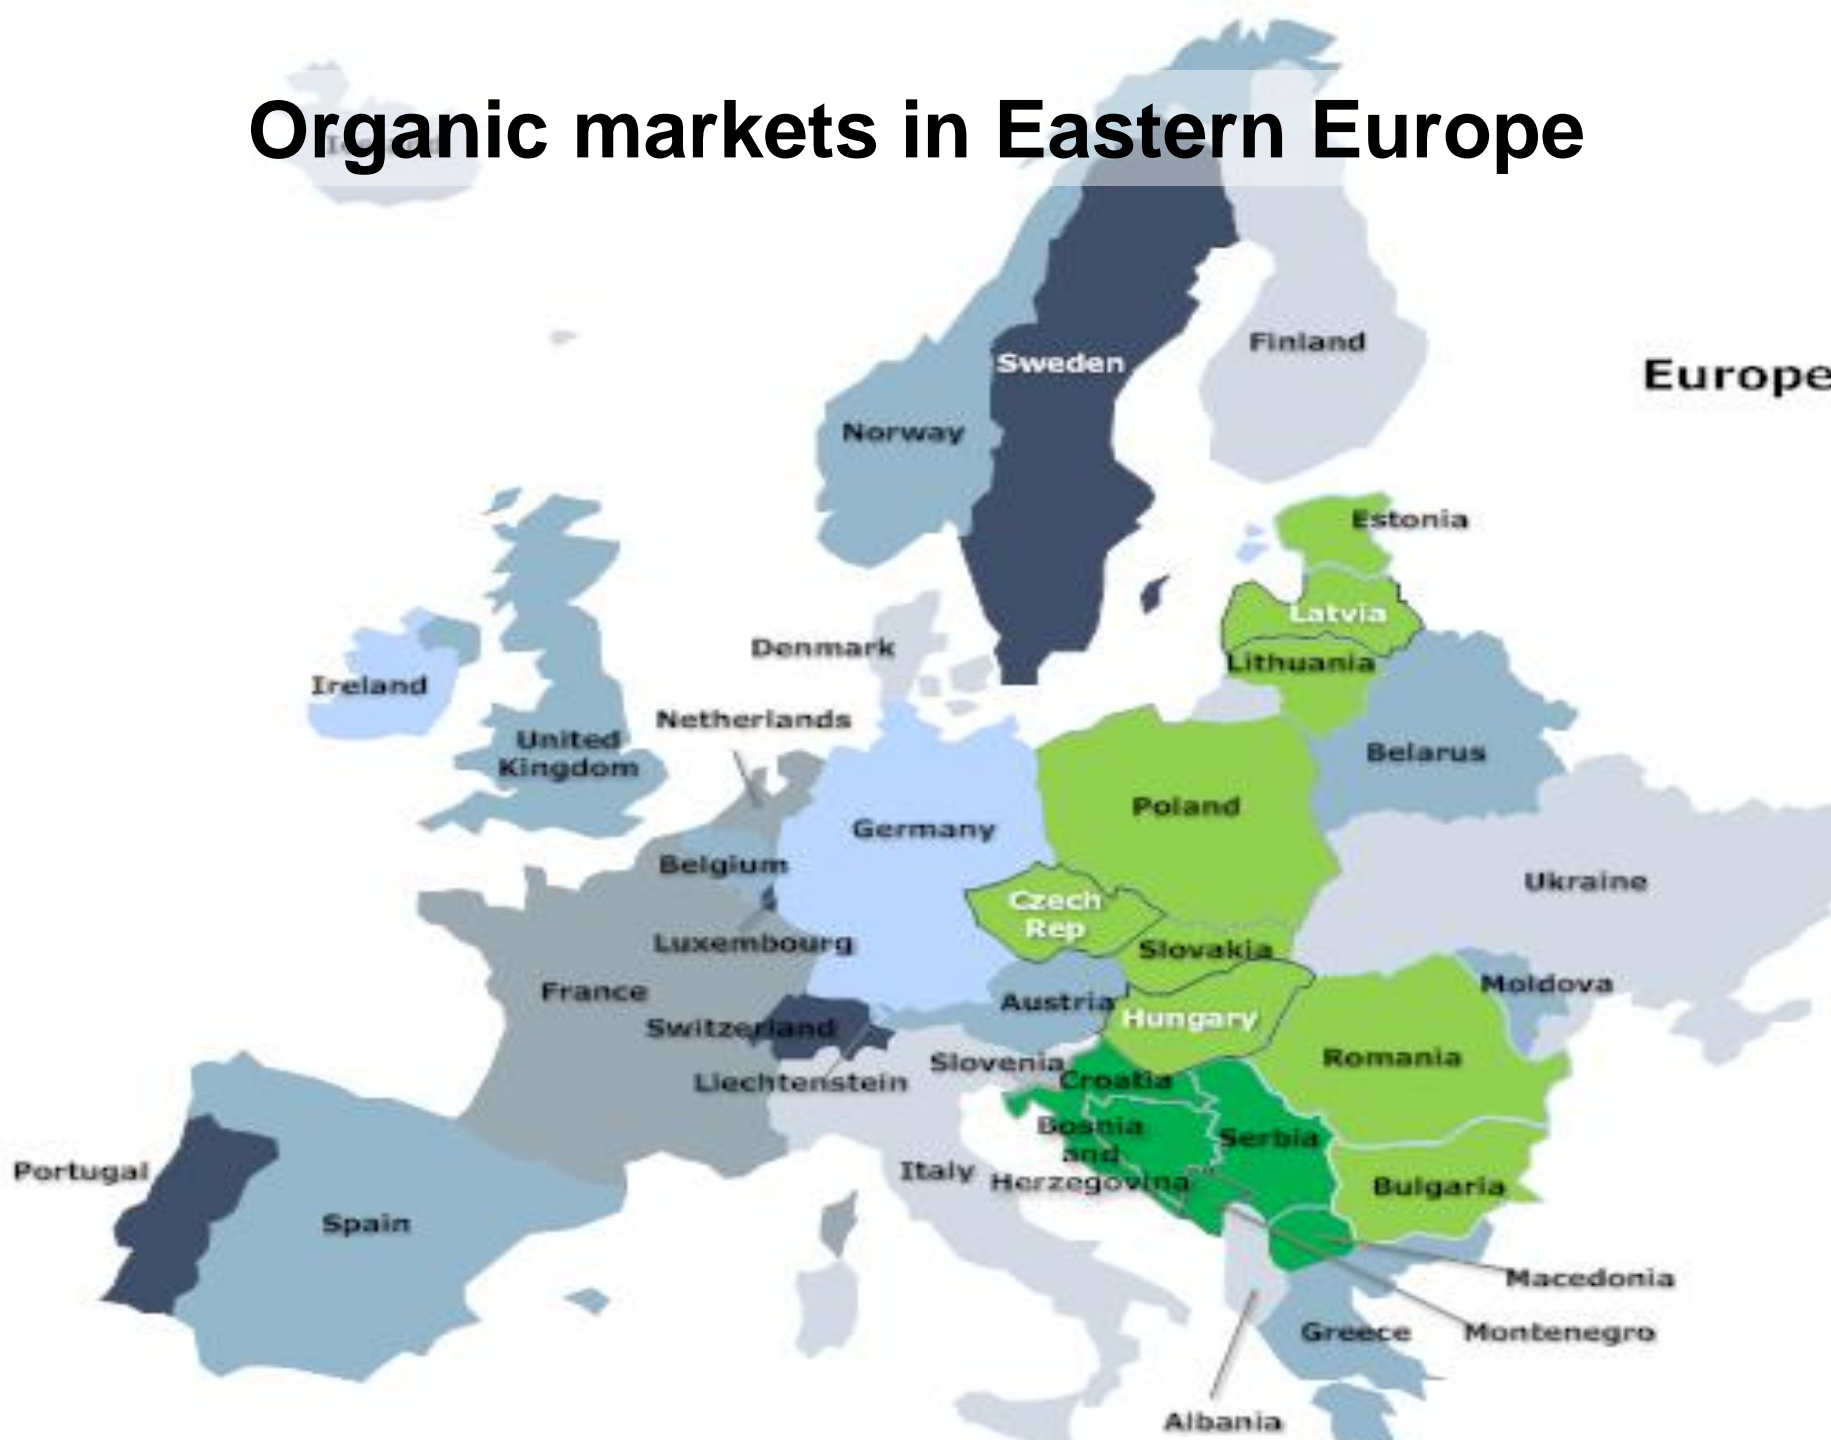 Organic markets in Eastern Europe
Iceland
Finland
Sweden
Europe
Norway
Estonia
Latvia
Denmark
Lithuania
Ireland
Netherlands
United
Kingdom
Belarus
Poland
Germany
Belgium
Ukraine
Czech
Rep
Luxembourg
Slovakia
France
Moldova
Austria
Hungary
Switzerland
Romania
Slovenia
Liechtenstein
Croatia
Bosnia
and
Herzegovina
Serbia
Portugal
Italy
Bulgaria
Spain
Macedonia
Greece
Montenegro
Albania